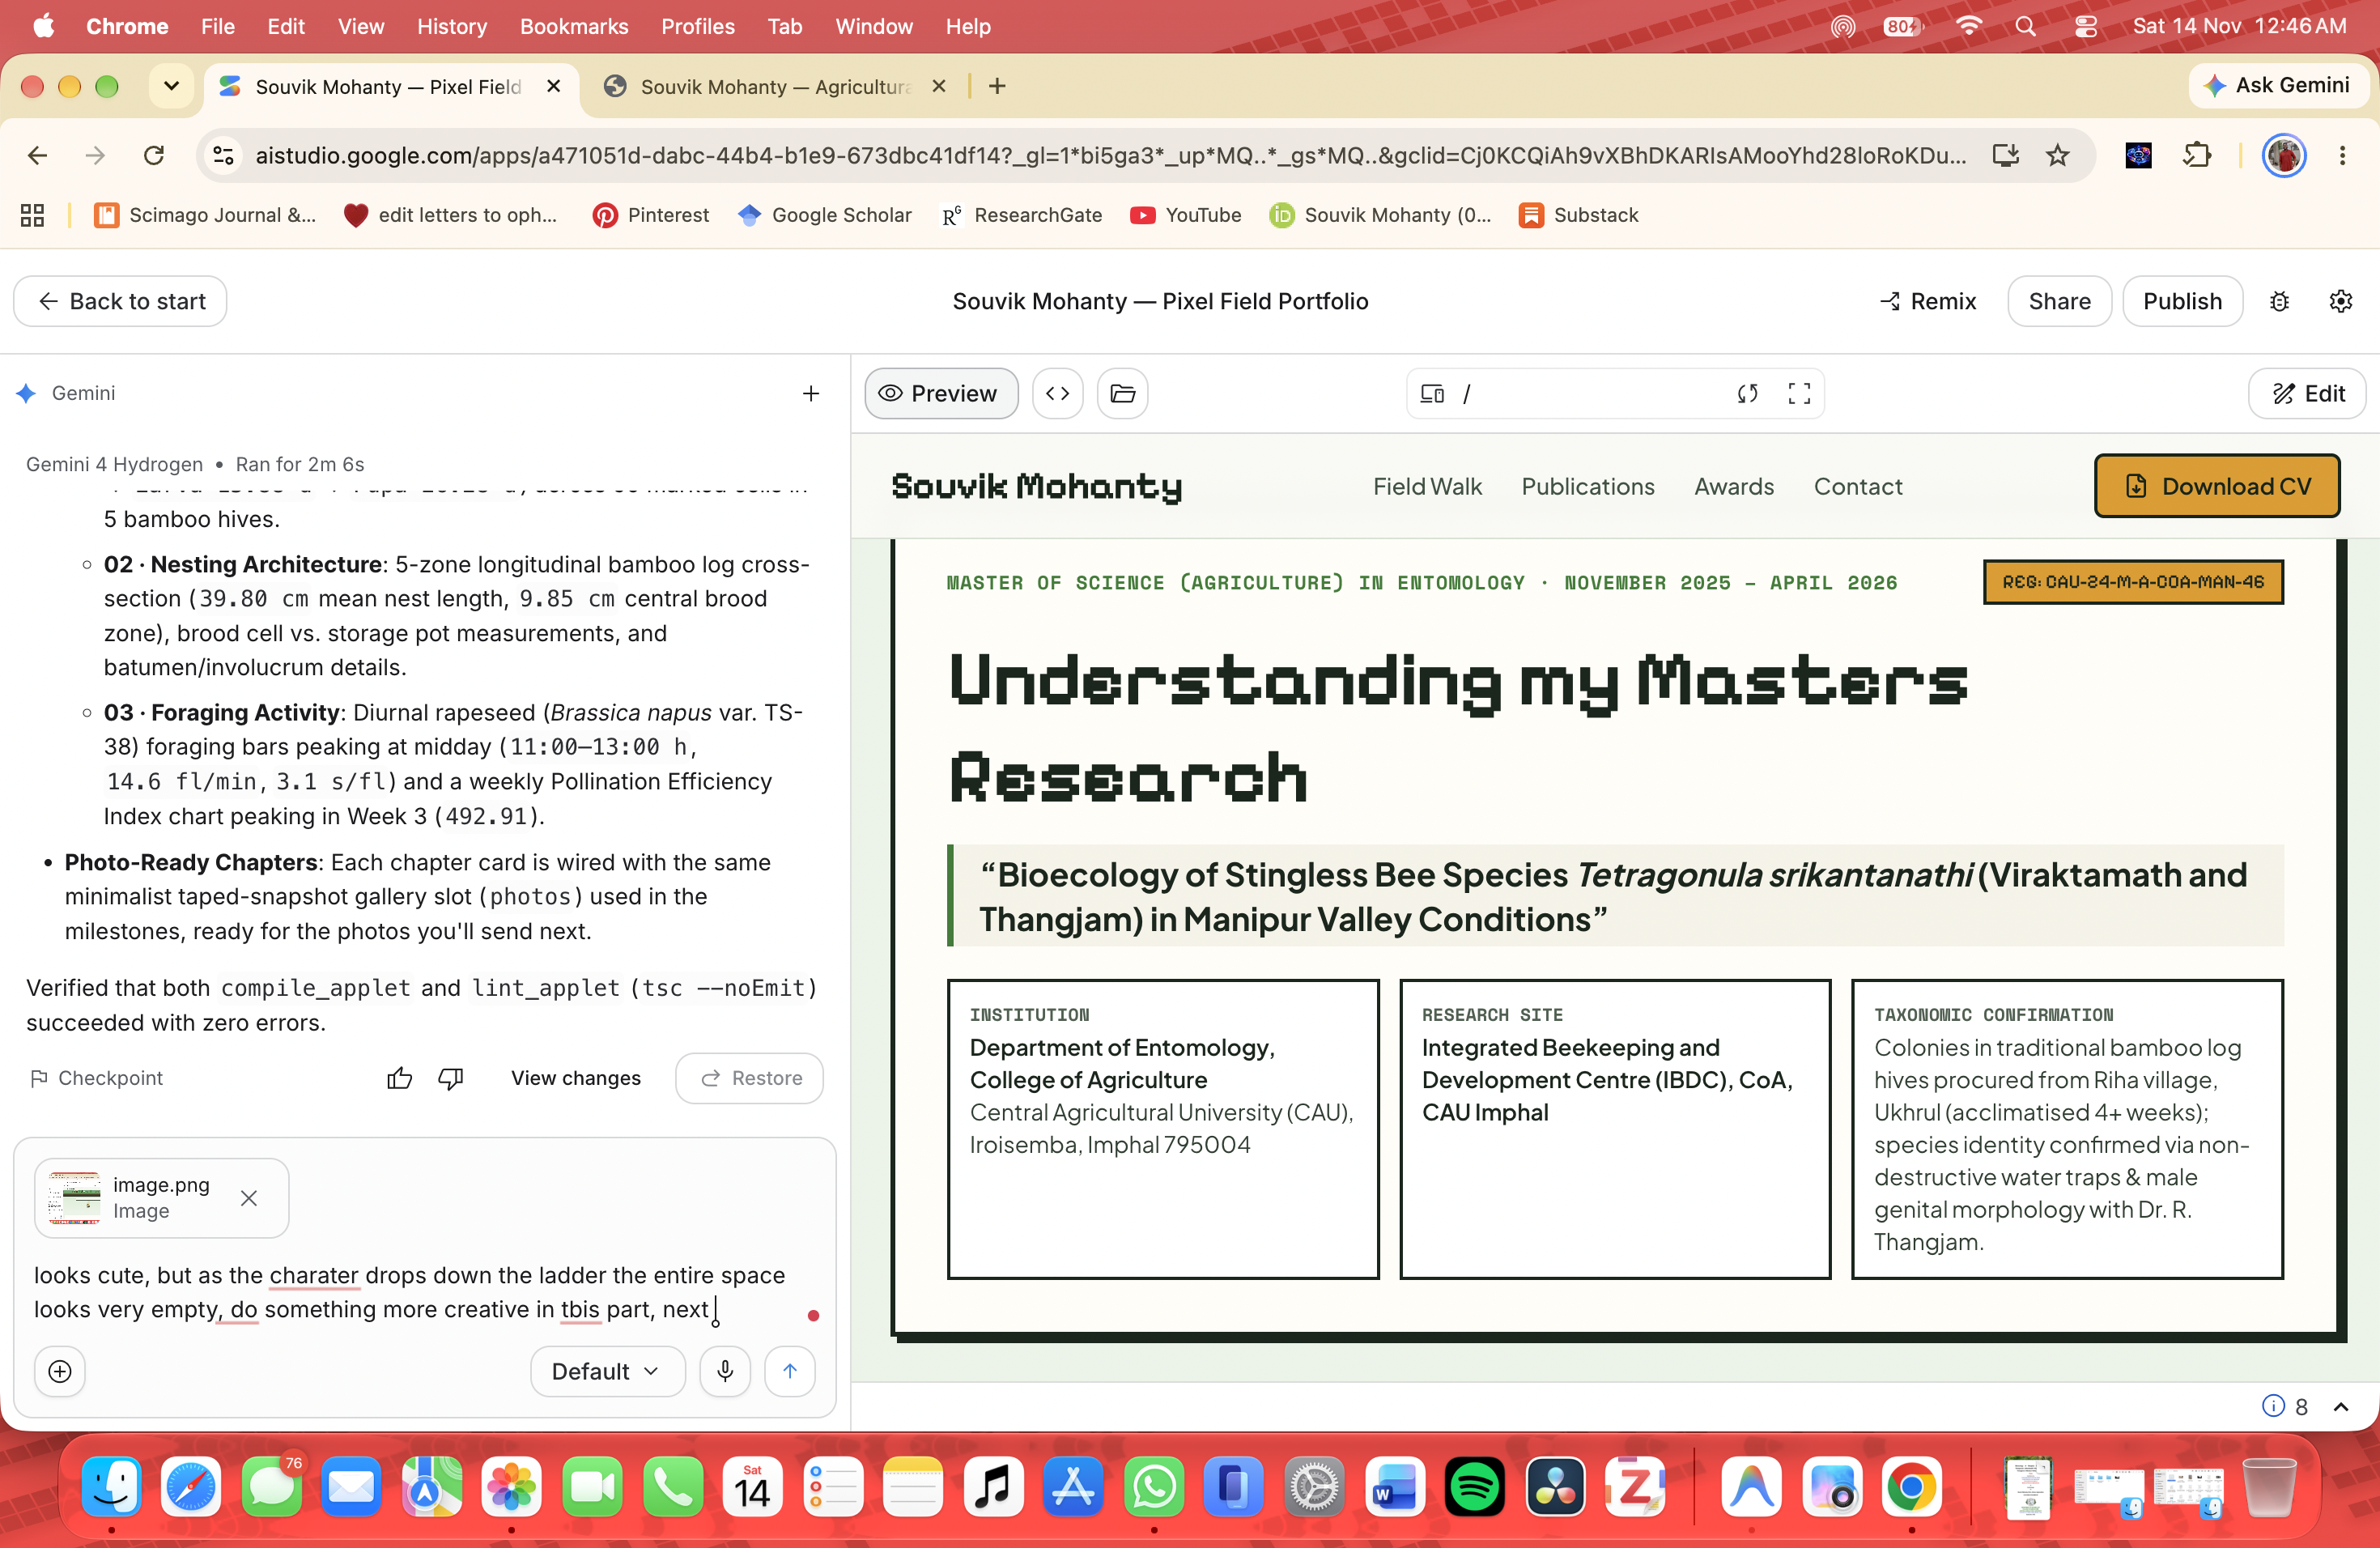 Chrome File Edit View History Bookmarks Profiles Tab Window Help 80 Sat 14 Nov 12:46 AM
Souvik Mohanty — Pixel Field Souvik Mohanty — Agricultura Ask Gemini
aistudio.google.com/apps/a471051d-dabc-44b4-b1e9-673dbc41df14?_gl=1*bi5ga3*_up*MQ..*_gs*MQ..&gclid=Cj0KCQiAh9vXBhDKARIsAMooYhd28loRoKDu...
Scimago Journal &... edit letters to oph... Pinterest Google Scholar ResearchGate YouTube Souvik Mohanty (0... Substack
Back to start Souvik Mohanty — Pixel Field Portfolio Remix Share Publish
Gemini
Preview / Edit
Gemini 4 Hydrogen • Ran for 2m 6s
5 bamboo hives.
02 · Nesting Architecture: 5-zone longitudinal bamboo log cross-
section (39.80 cm mean nest length, 9.85 cm central brood
zone), brood cell vs. storage pot measurements, and
batumen/involucrum details.
03 · Foraging Activity: Diurnal rapeseed (Brassica napus var. TS-
38) foraging bars peaking at midday (11:00–13:00 h,
14.6 fl/min, 3.1 s/fl) and a weekly Pollination Efficiency
Index chart peaking in Week 3 (492.91).
• Photo-Ready Chapters: Each chapter card is wired with the same
minimalist taped-snapshot gallery slot (photos) used in the
milestones, ready for the photos you'll send next.
Verified that both compile_applet and lint_applet (tsc --noEmit)
succeeded with zero errors.
Checkpoint View changes Restore
image.png
Image
looks cute, but as the charater drops down the ladder the entire space
looks very empty, do something more creative in tbis part, next
Default
Souvik Mohanty Field Walk Publications Awards Contact Download CV
MASTER OF SCIENCE (AGRICULTURE) IN ENTOMOLOGY · NOVEMBER 2025 – APRIL 2026
REG: CAU-24-M-A-COA-MAN-46
Understanding my Masters
Research
“Bioecology of Stingless Bee Species Tetragonula srikantanathi (Viraktamath and
Thangjam) in Manipur Valley Conditions”
INSTITUTION
Department of Entomology,
College of Agriculture
Central Agricultural University (CAU),
Iroisemba, Imphal 795004
RESEARCH SITE
Integrated Beekeeping and
Development Centre (IBDC), CoA,
CAU Imphal
TAXONOMIC CONFIRMATION
Colonies in traditional bamboo log
hives procured from Riha village,
Ukhrul (acclimatised 4+ weeks);
species identity confirmed via non-
destructive water traps & male
genital morphology with Dr. R.
Thangjam.
8
76
Sat
14